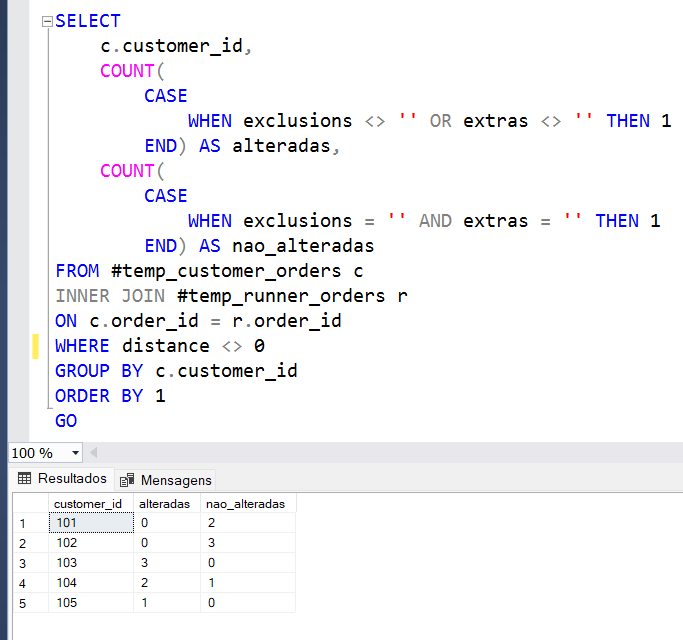 SELECT
c.customer_id,
COUNT(
CASE
WHEN exclusions <> '' OR extras <> '' THEN 1
END) AS alteradas,
COUNT(
CASE
WHEN exclusions = '' AND extras = '' THEN 1
END) AS nao_alteradas
FROM #temp_customer_orders c
INNER JOIN #temp_runner_orders r
ON c.order_id = r.order_id
WHERE distance <> 0
GROUP BY c.customer_id
ORDER BY 1
GO
100 %
Resultados Mensagens
customer_id alteradas nao_alteradas
1 101 0 2
2 102 0 3
3 103 3 0
4 104 2 1
5 105 1 0